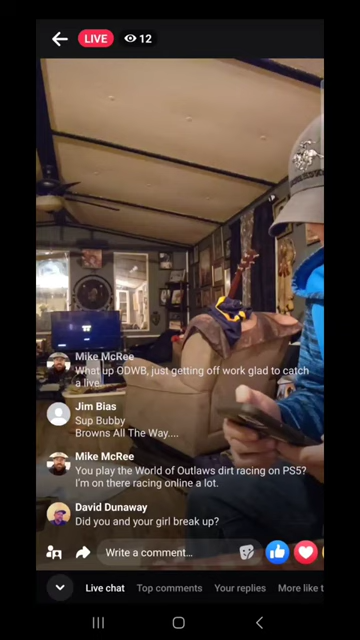 LIVE
12
Mike McRee
What up ODWB, just getting off work glad to catch
a live.
Jim Bias
Sup Bubby
Browns All The Way....
Mike McRee
You play the World of Outlaws dirt racing on PS5?
I'm on there racing online a lot.
David Dunaway
Did you and your girl break up?
Write a comment...
Live chat Top comments Your replies More like t